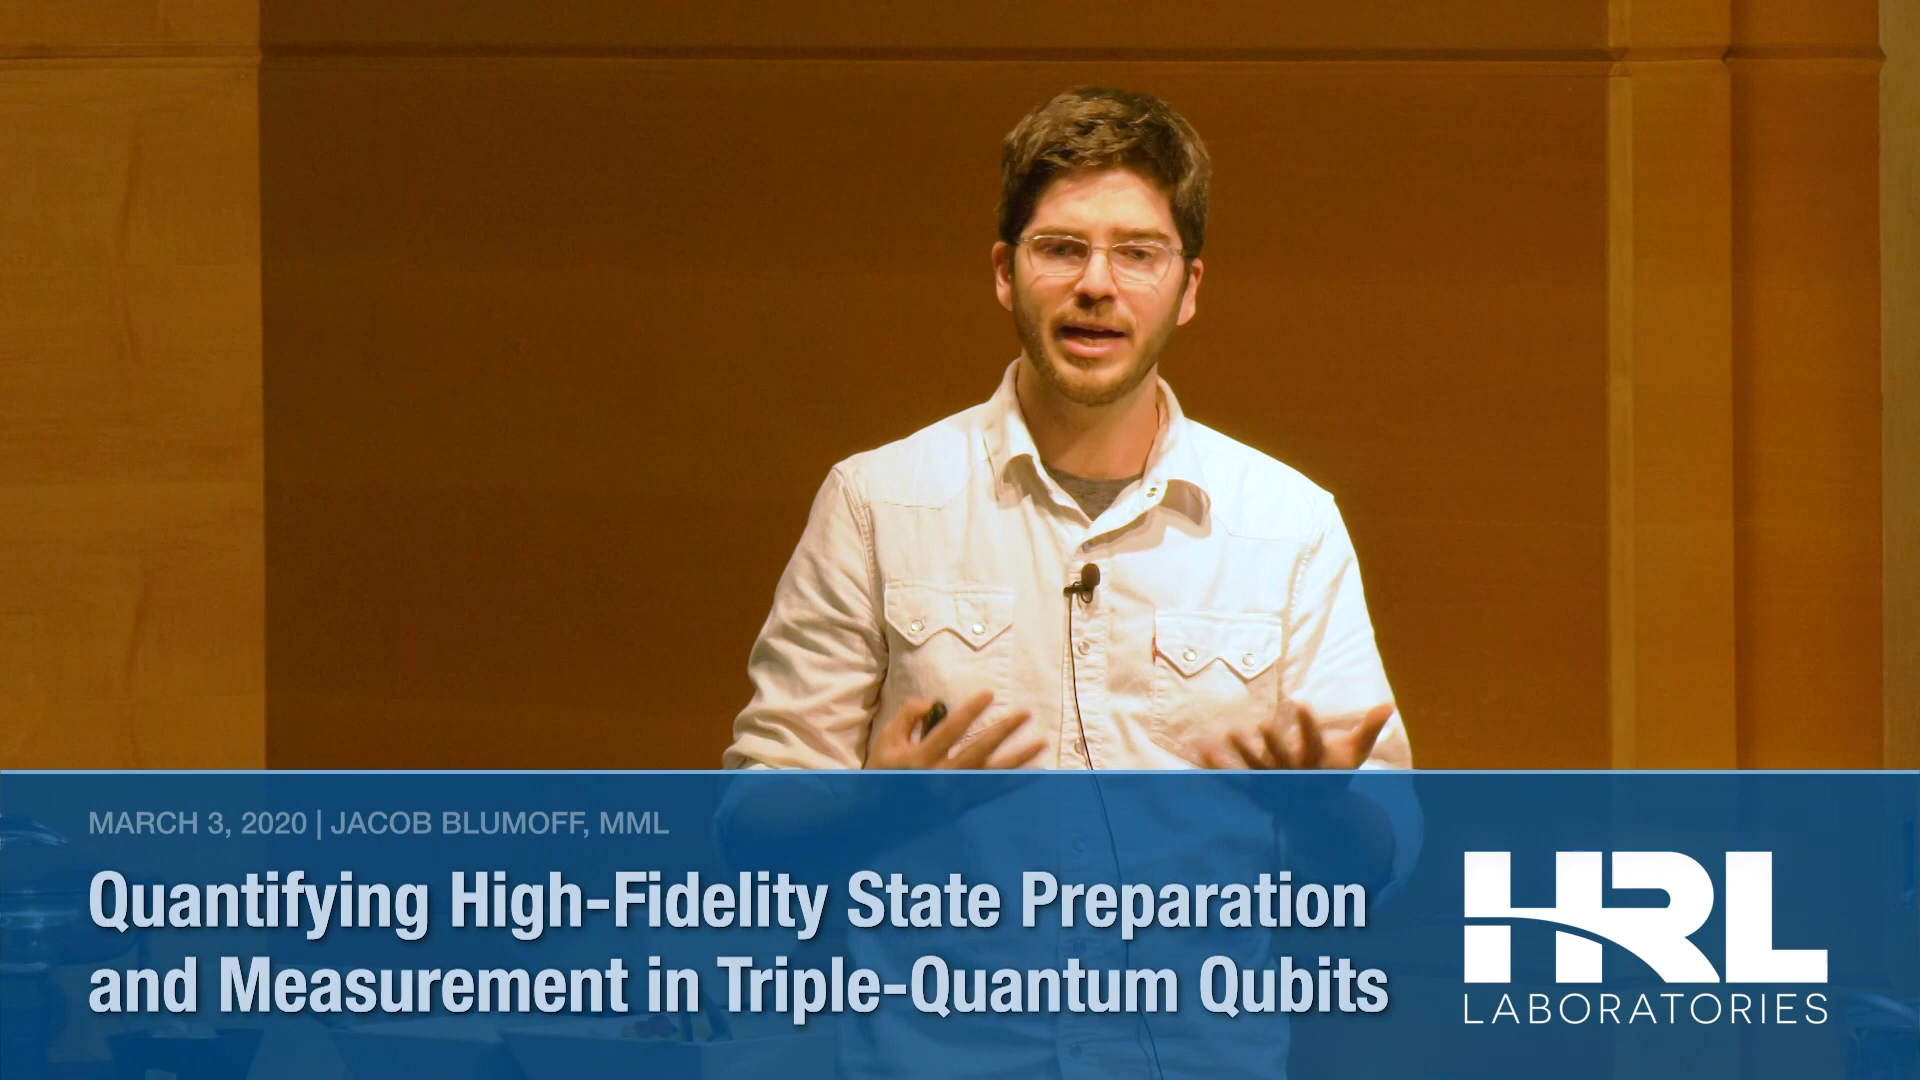 MARCH 3, 2020 | JACOB BLUMOFF, MML
Quantifying High-Fidelity State Preparation
and Measurement in Triple-Quantum Qubits
HRL
LABORATORIES